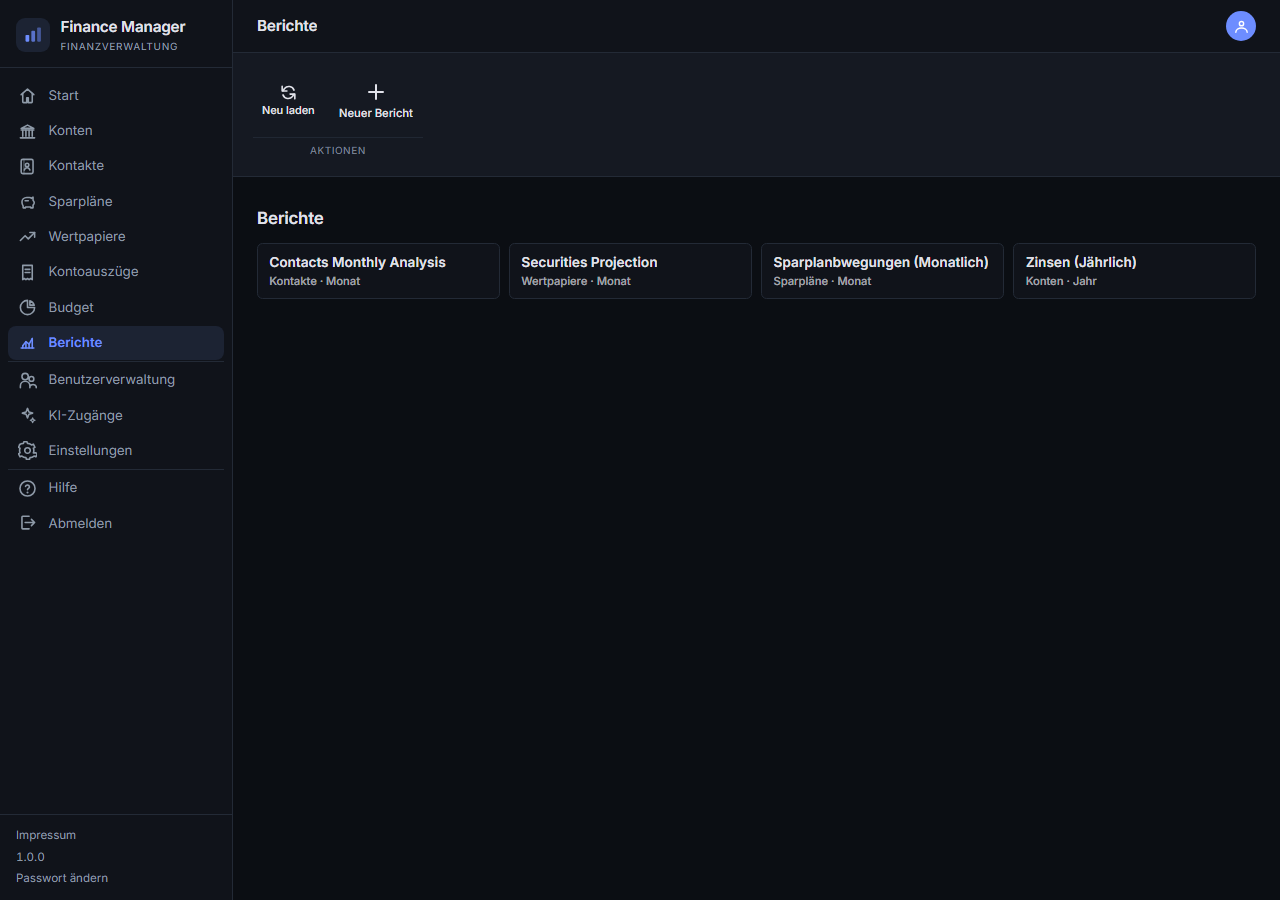 Finance Manager
FINANZVERWALTUNG
Start
Konten
Kontakte
Sparpläne
Wertpapiere
Kontoauszüge
Budget
Berichte
Benutzerverwaltung
KI-Zugänge
Einstellungen
Hilfe
Abmelden
Impressum
1.0.0
Passwort ändern
Berichte
Neu laden
Neuer Bericht
AKTIONEN
Berichte
Contacts Monthly Analysis
Kontakte · Monat
Securities Projection
Wertpapiere · Monat
Sparplanbwegungen (Monatlich)
Sparpläne · Monat
Zinsen (Jährlich)
Konten · Jahr